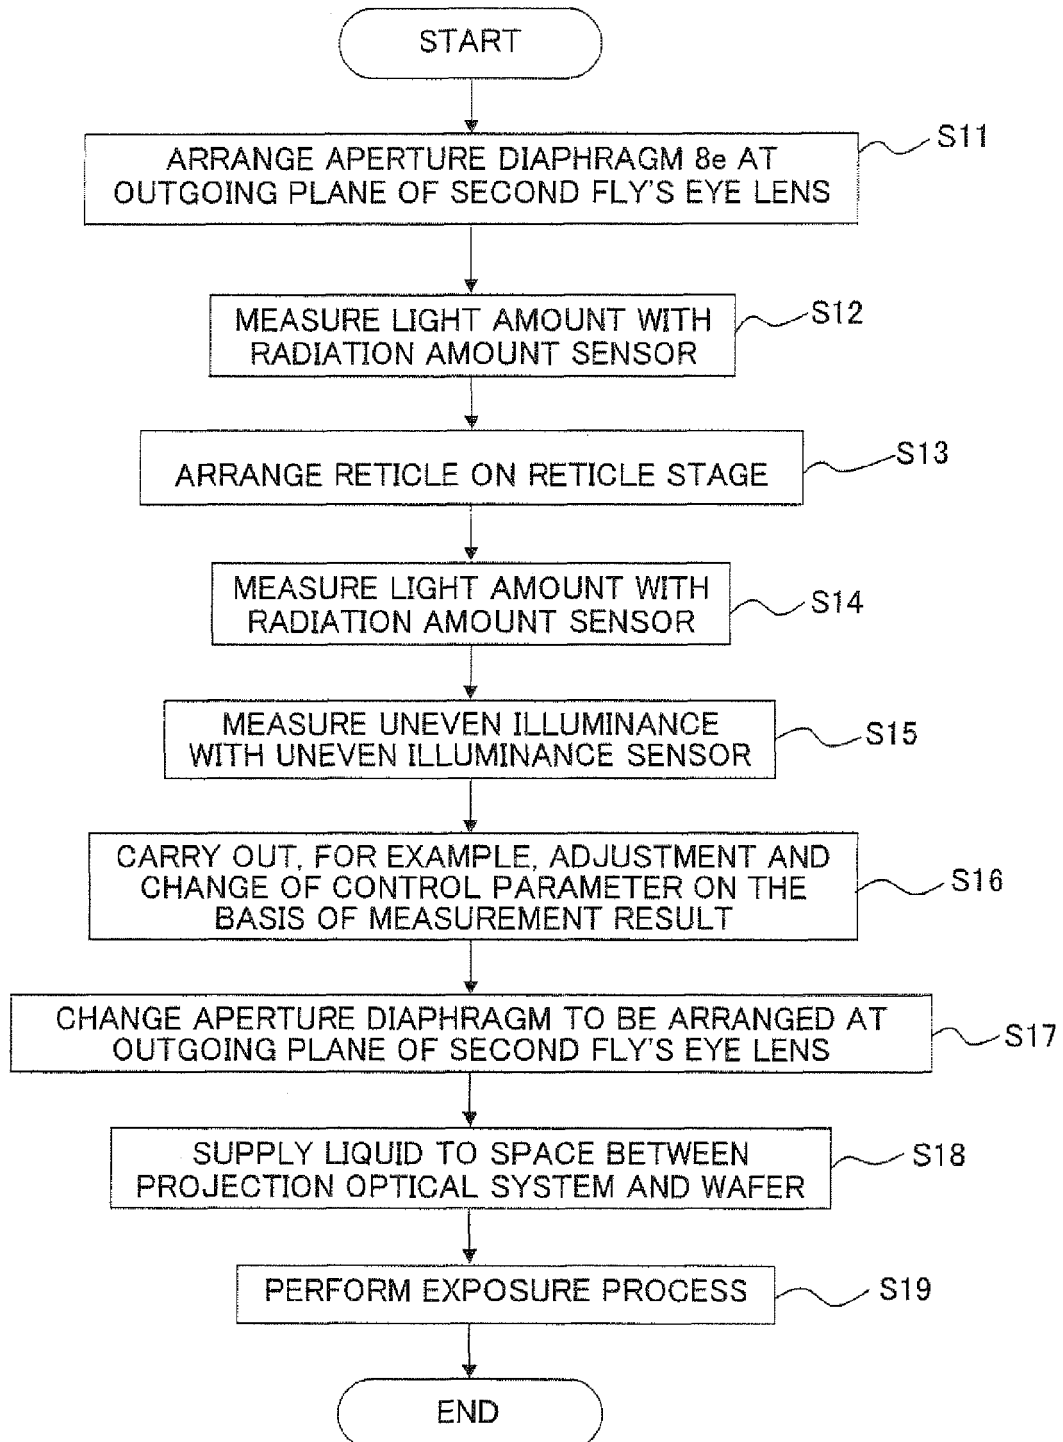 START
S11
ARRANGE APERTURE DIAPHRAGM 8e AT
OUTGOING PLANE OF SECOND FLY'S EYE LENS
S12
MEASURE LIGHT AMOUNT WITH
RADIATION AMOUNT SENSOR
S13
ARRANGE RETICLE ON RETICLE STAGE
S14
MEASURE LIGHT AMOUNT WITH
RADIATION AMOUNT SENSOR
S15
MEASURE UNEVEN ILLUMINANCE
WITH UNEVEN ILLUMINANCE SENSOR
S16
CARRY OUT, FOR EXAMPLE, ADJUSTMENT AND
CHANGE OF CONTROL PARAMETER ON THE
BASIS OF MEASUREMENT RESULT
S17
CHANGE APERTURE DIAPHRAGM TO BE ARRANGED AT
OUTGOING PLANE OF SECOND FLY'S EYE LENS
S18
SUPPLY LIQUID TO SPACE BETWEEN
PROJECTION OPTICAL SYSTEM AND WAFER
S19
PERFORM EXPOSURE PROCESS
END